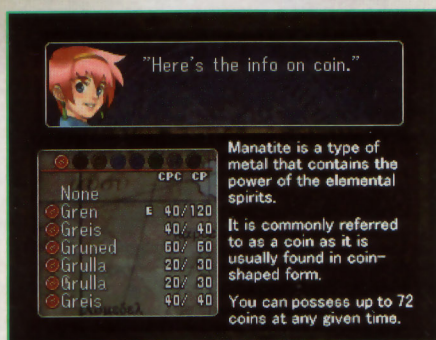 "Here's the info on coin."
CPC CP
None
Gren E 40/120
Greis 40/ 40
Gruned 60/ 60
Grulla 20/ 30
Grulla 20/ 30
Greis 40/ 40
Manatite is a type of
metal that contains the
power of the elemental
spirits.
It is commonly referred
to as a coin as it is
usually found in coin-
shaped form.
You can possess up to 72
coins at any given time.